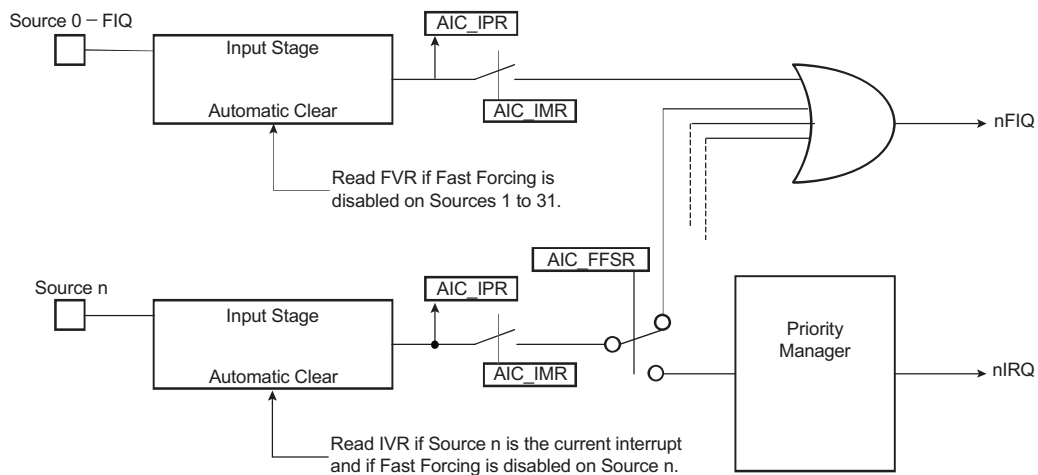 Source 0 – FIQ
AIC_IPR
Input Stage
Automatic Clear
AIC_IMR
nFIQ
Read FVR if Fast Forcing is
disabled on Sources 1 to 31.
AIC_FFSR
Source n
AIC_IPR
Input Stage
Priority
Manager
Automatic Clear
AIC_IMR
nIRQ
Read IVR if Source n is the current interrupt
and if Fast Forcing is disabled on Source n.